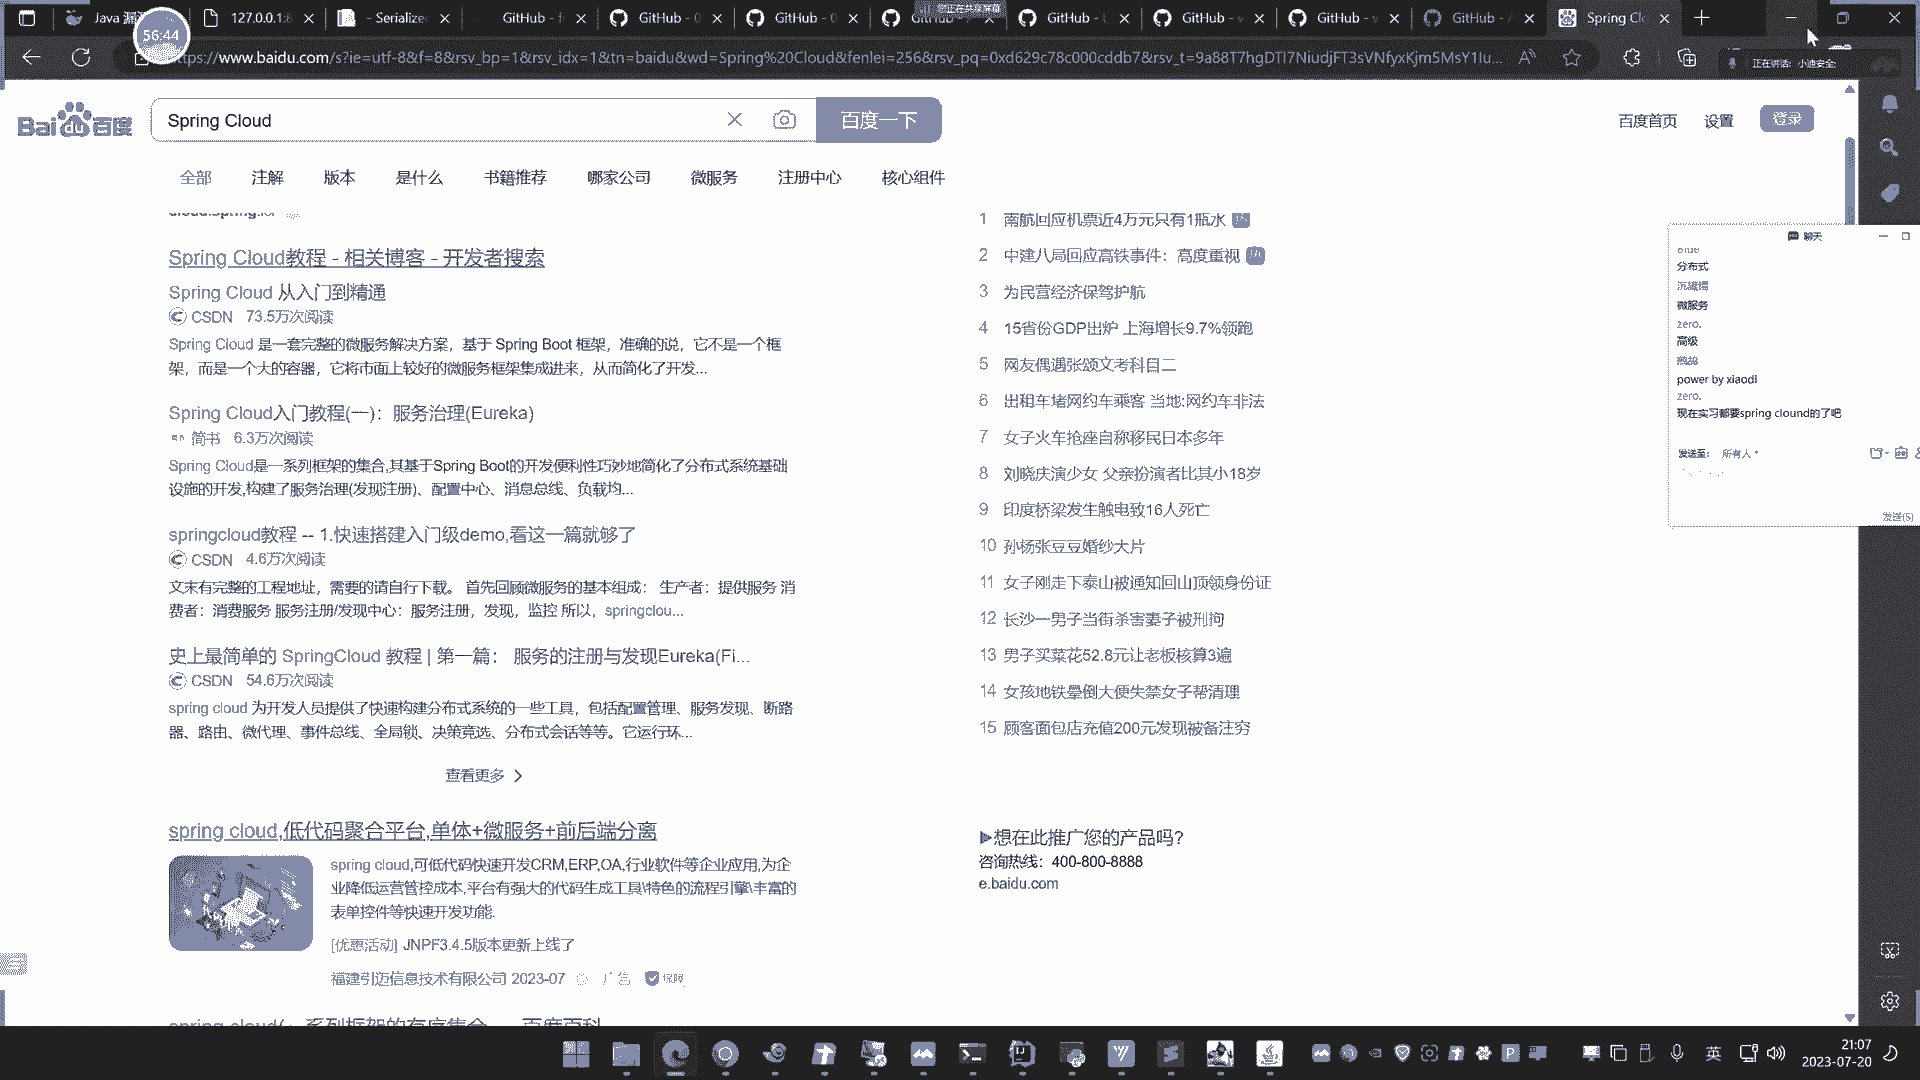 Java 漏洞
127.0.0.1:8
- Serialize
GitHub - f
GitHub - 0
GitHub - 0
GitHub -
您正在共享屏幕
GitHub - L
GitHub - v
GitHub - v
GitHub - /
Spring Cl
56:44
ttps://www.baidu.com/s?ie=utf-8&f=8&rsv_bp=1&rsv_idx=1&tn=baidu&wd=Spring%20Cloud&fenlei=256&rsv_pq=0xd629c78c000cddb7&rsv_t=9a88T7hgDTl7NiudjFT3sVNfyxKjm5MsY1Iu...
正在讲话: 小迪安全;
Bai du 百度
Spring Cloud
百度一下
百度首页
设置
登录
全部
注解
版本
是什么
书籍推荐
哪家公司
微服务
注册中心
核心组件
cloud.spring.io/
Spring Cloud教程 - 相关博客 - 开发者搜索
Spring Cloud 从入门到精通
CSDN 73.5万次阅读
Spring Cloud 是一套完整的微服务解决方案，基于 Spring Boot 框架，准确的说，它不是一个框
架，而是一个大的容器，它将市面上较好的微服务框架集成进来，从而简化了开发...
Spring Cloud入门教程(一)：服务治理(Eureka)
简书 6.3万次阅读
Spring Cloud是一系列框架的集合,其基于Spring Boot的开发便利性巧妙地简化了分布式系统基础
设施的开发,构建了服务治理(发现注册)、配置中心、消息总线、负载均...
springcloud教程 -- 1.快速搭建入门级demo,看这一篇就够了
CSDN 4.6万次阅读
文末有完整的工程地址，需要的请自行下载。 首先回顾微服务的基本组成： 生产者：提供服务 消
费者：消费服务 服务注册/发现中心：服务注册，发现，监控 所以，springclou...
史上最简单的 SpringCloud 教程 | 第一篇： 服务的注册与发现Eureka(Fi...
CSDN 54.6万次阅读
spring cloud 为开发人员提供了快速构建分布式系统的一些工具，包括配置管理、服务发现、断路
器、路由、微代理、事件总线、全局锁、决策竞选、分布式会话等等。它运行环...
查看更多
spring cloud,低代码聚合平台,单体+微服务+前后端分离
spring cloud,可低代码快速开发CRM,ERP,OA,行业软件等企业应用,为企
业降低运营管控成本,平台有强大的代码生成工具\特色的流程引擎\丰富的
表单控件等快速开发功能.
[优惠活动] JNPF3.4.5版本更新上线了
福建引迈信息技术有限公司 2023-07 广告 保障
1 南航回应机票近4万元只有1瓶水 热
2 中建八局回应高铁事件：高度重视 热
3 为民营经济保驾护航
4 15省份GDP出炉 上海增长9.7%领跑
5 网友偶遇张颂文考科目二
6 出租车堵网约车乘客 当地:网约车非法
7 女子火车抢座自称移民日本多年
8 刘晓庆演少女 父亲扮演者比其小18岁
9 印度桥梁发生触电致16人死亡
10 孙杨张豆豆婚纱大片
11 女子刚走下泰山被通知回山顶领身份证
12 长沙一男子当街杀害妻子被刑拘
13 男子买菜花52.8元让老板核算3遍
14 女孩地铁晕倒大便失禁女子帮清理
15 顾客面包店充值200元发现被备注穷
想在此推广您的产品吗?
咨询热线：400-800-8888
e.baidu.com
聊天
Blue
分布式
微服务
zero.
高级
power by xiaodi
zero.
现在实习都要spring clound的了吧
发送至: 所有人
发送(S)
英
21:07
2023-07-20